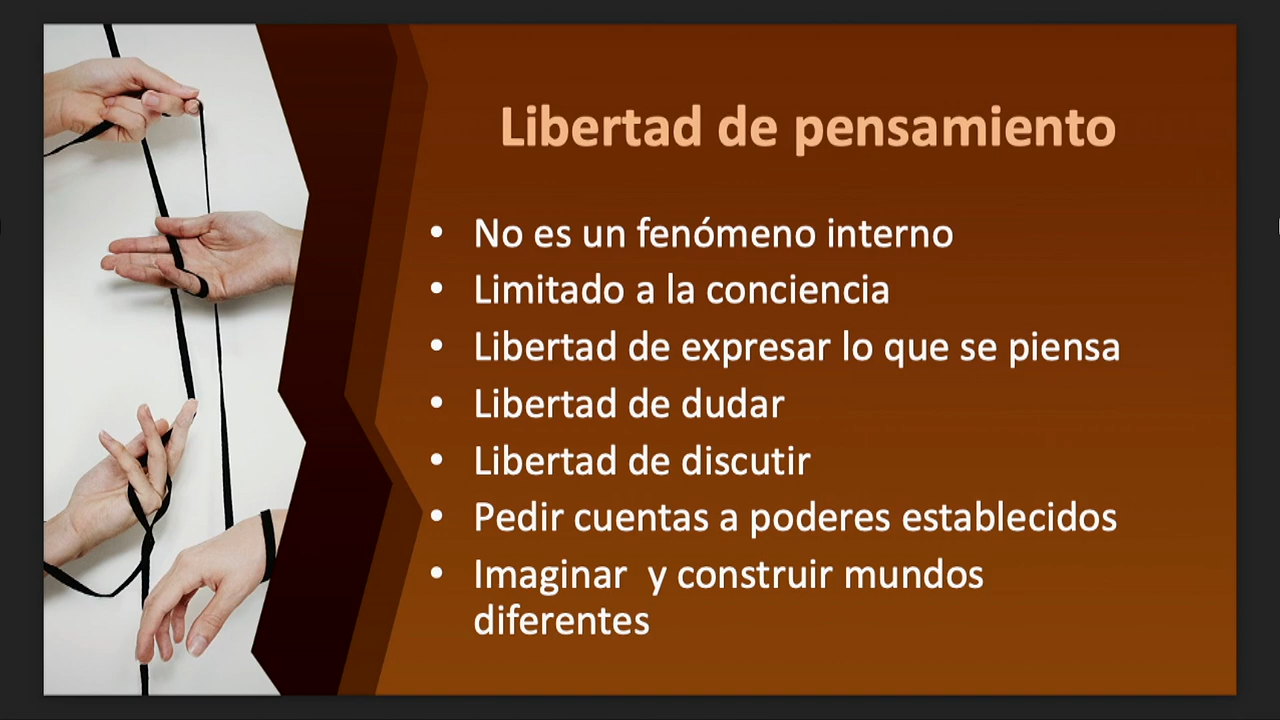 Libertad de pensamiento
• No es un fenómeno interno
• Limitado a la conciencia
• Libertad de expresar lo que se piensa
• Libertad de dudar
• Libertad de discutir
• Pedir cuentas a poderes establecidos
• Imaginar  y construir mundos
diferentes